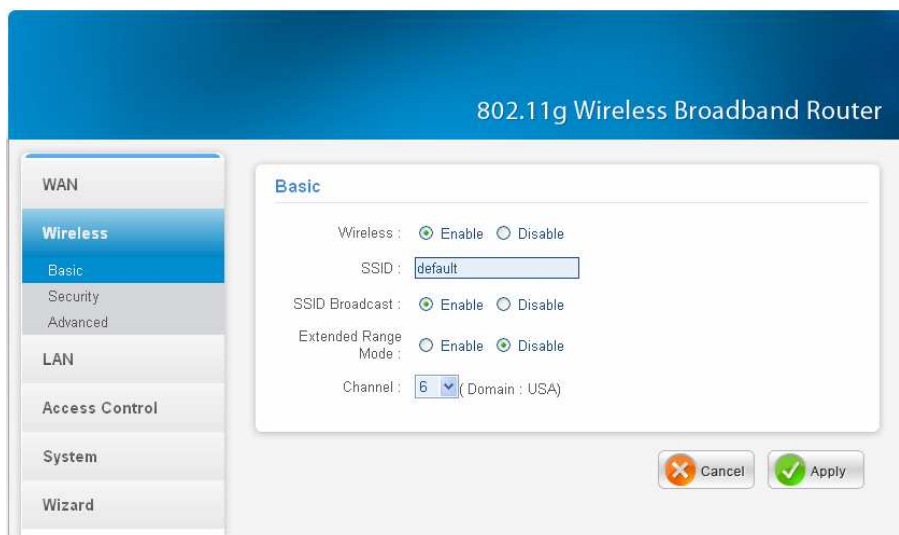 802.11g Wireless Broadband Router
WAN
Wireless
Basic
Security
Advanced
LAN
Access Control
System
Wizard
Basic
Wireless : Enable Disable
SSID : default
SSID Broadcast : Enable Disable
Extended Range
Mode : Enable Disable
Channel : 6 ( Domain : USA)
Cancel Apply